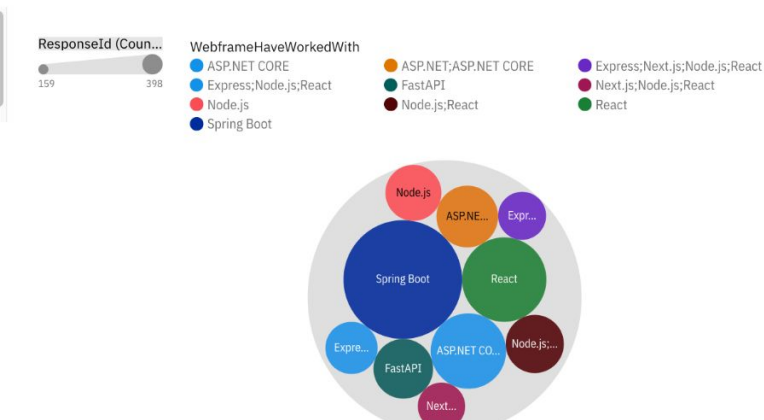 ResponseId (Coun...
159 398
WebframeHaveWorkedWith
ASP.NET CORE
ASP.NET;ASP.NET CORE
Express;Next.js;Node.js;React
Express;Node.js;React
FastAPI
Next.js;Node.js;React
Node.js
Node.js;React
React
Spring Boot
Node.js
ASP.NE...
Expr...
Spring Boot
React
Expre...
ASP.NET CO...
Node.js;...
FastAPI
Next...